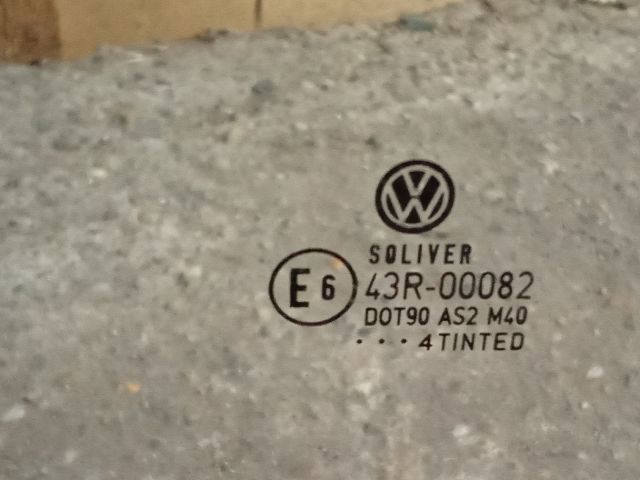 SOLIVER
E6 43R-00082
DOT90 AS2 M40
• • • 4 TINTED